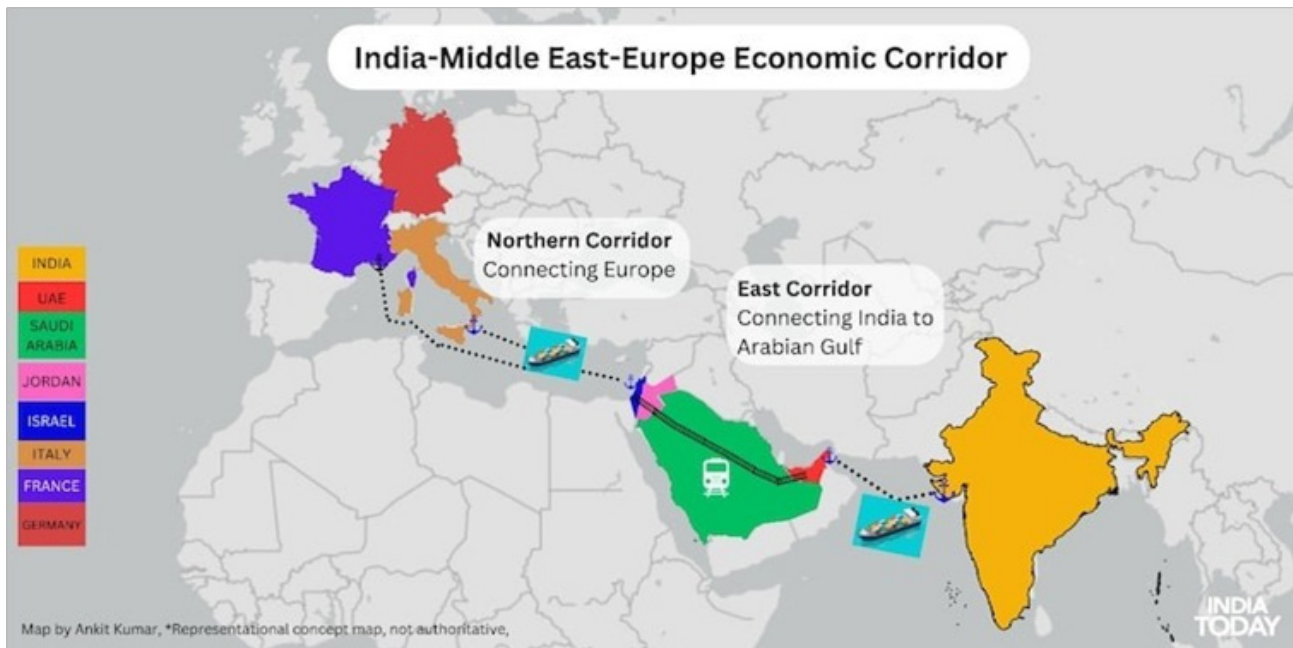 India-Middle East-Europe Economic Corridor
Northern Corridor
Connecting Europe
East Corridor
Connecting India to
Arabian Gulf
INDIA
UAE
SAUDI
ARABIA
JORDAN
ISRAEL
ITALY
FRANCE
GERMANY
Map by Ankit Kumar, *Representational concept map, not authoritative,
INDIA
TODAY